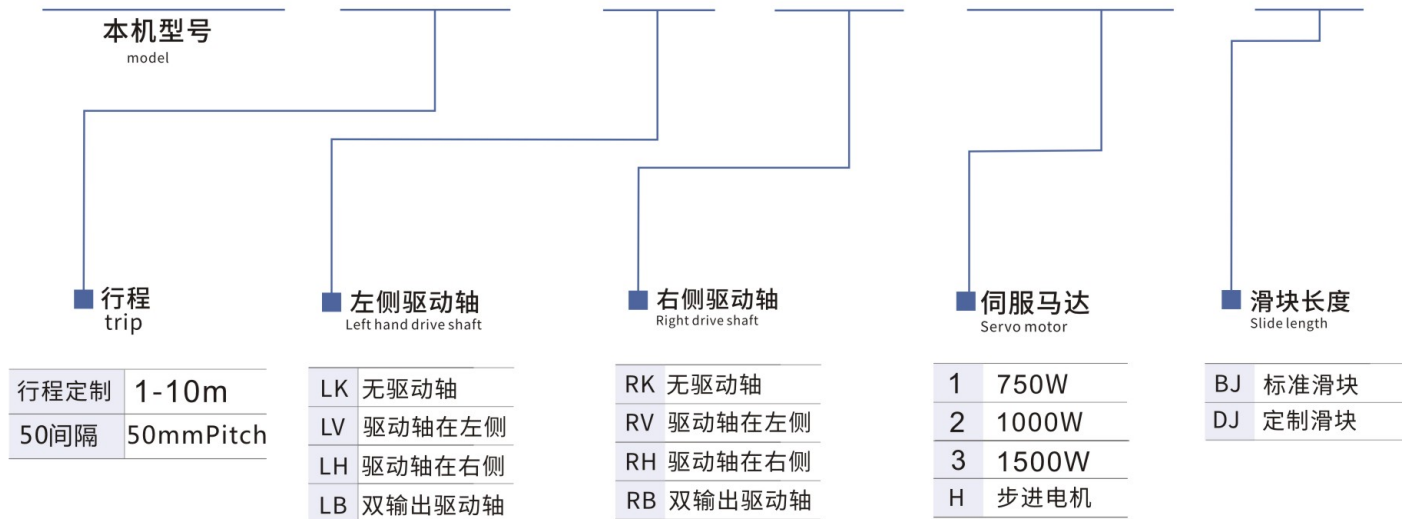 本机型号
model
行程
trip
行程定制 1-10m
50间隔 50mmPitch
左侧驱动轴
Left hand drive shaft
LK 无驱动轴
LV 驱动轴在左侧
LH 驱动轴在右侧
LB 双输出驱动轴
右侧驱动轴
Right drive shaft
RK 无驱动轴
RV 驱动轴在左侧
RH 驱动轴在右侧
RB 双输出驱动轴
伺服马达
Servo motor
1 750W
2 1000W
3 1500W
H 步进电机
滑块长度
Slide length
BJ 标准滑块
DJ 定制滑块